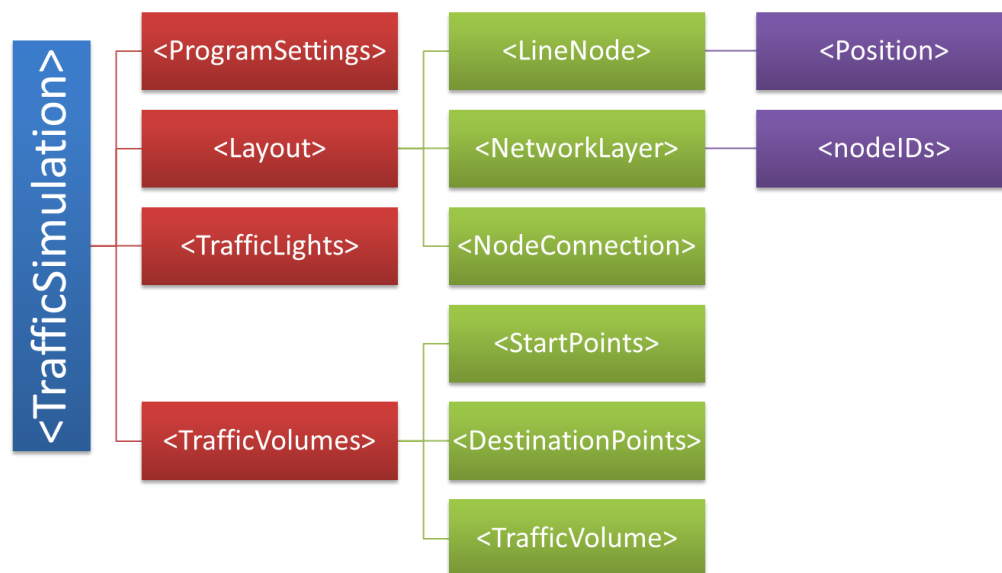 <TrafficSimulation>
<ProgramSettings>
<Layout>
<TrafficLights>
<TrafficVolumes>
<LineNode>
<NetworkLayer>
<NodeConnection>
<StartPoints>
<DestinationPoints>
<TrafficVolume>
<Position>
<nodeIDs>